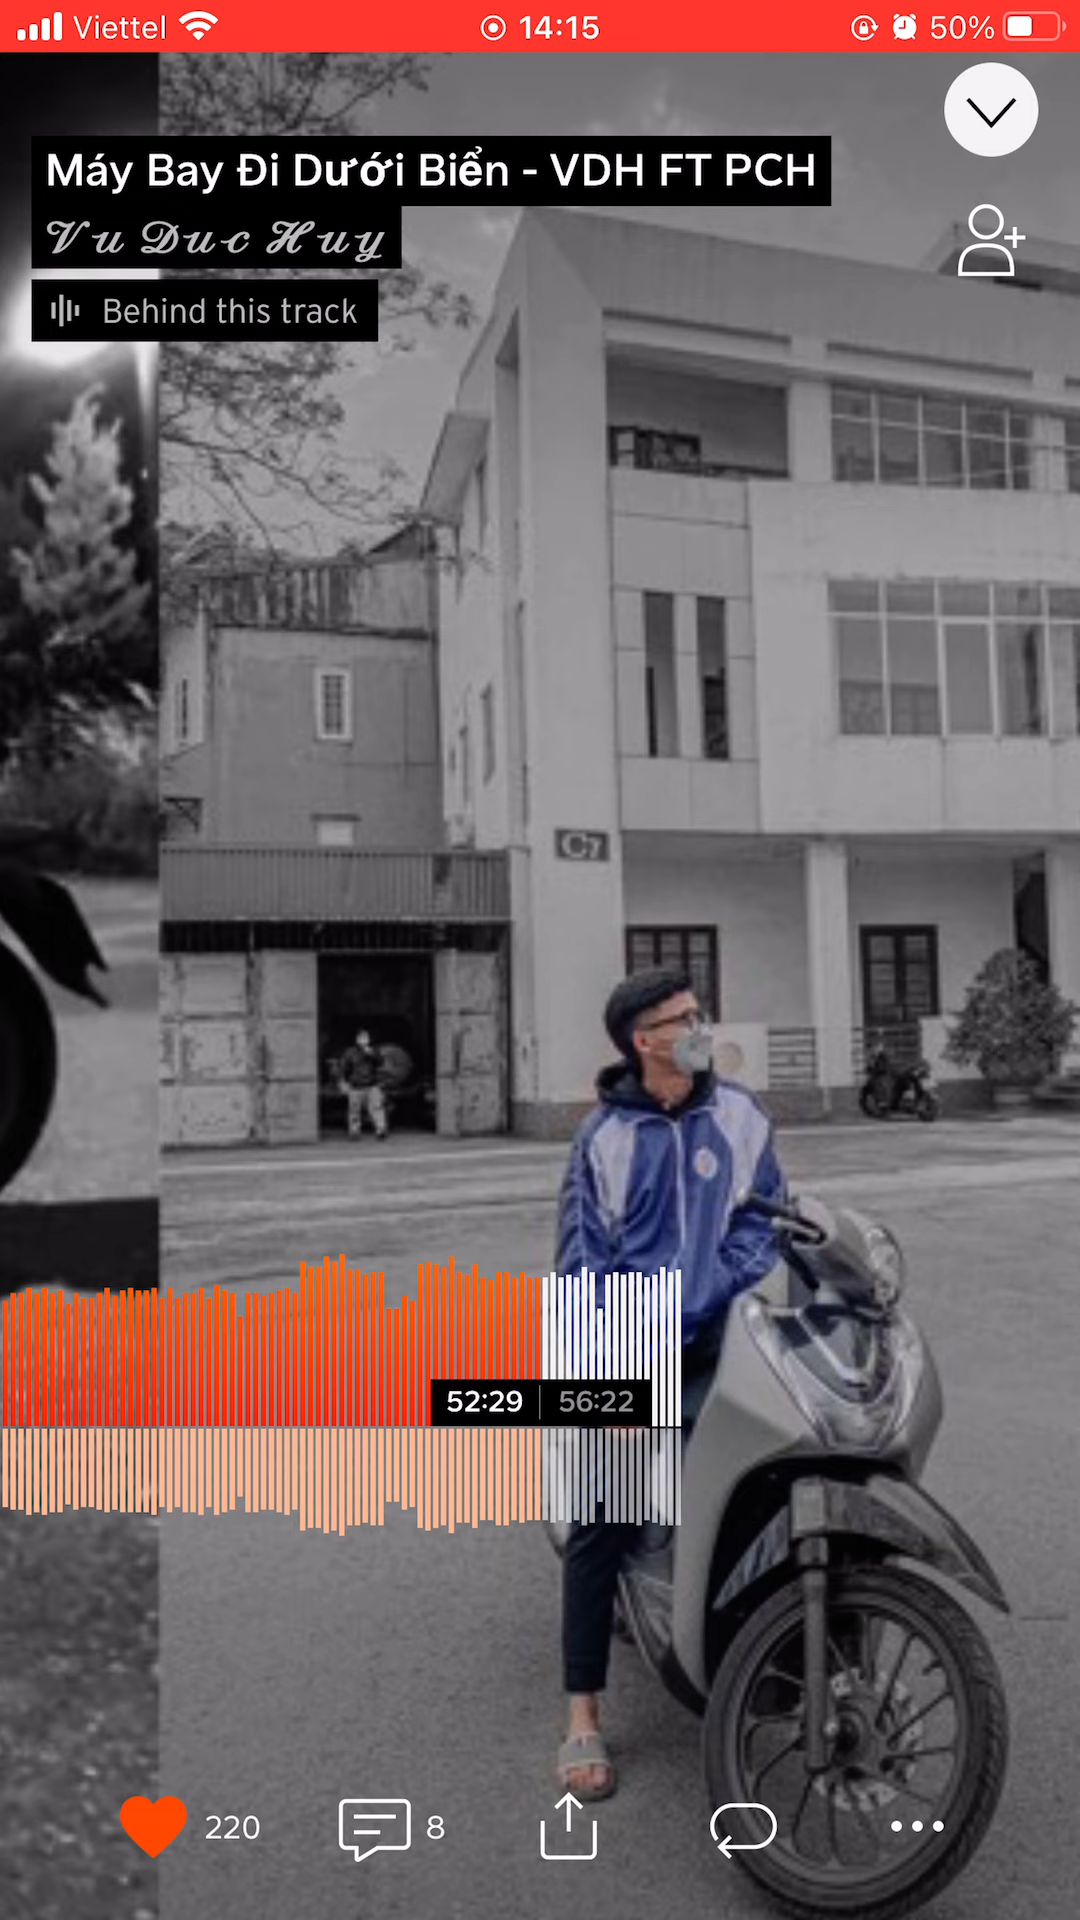 Viettel 14:15 50%
Máy Bay Đi Dưới Biển - VDH FT PCH
𝒱𝓊 𝒟𝓊𝒸 ℋ𝓊𝓎
Behind this track
C7
52:29 56:22
220 8